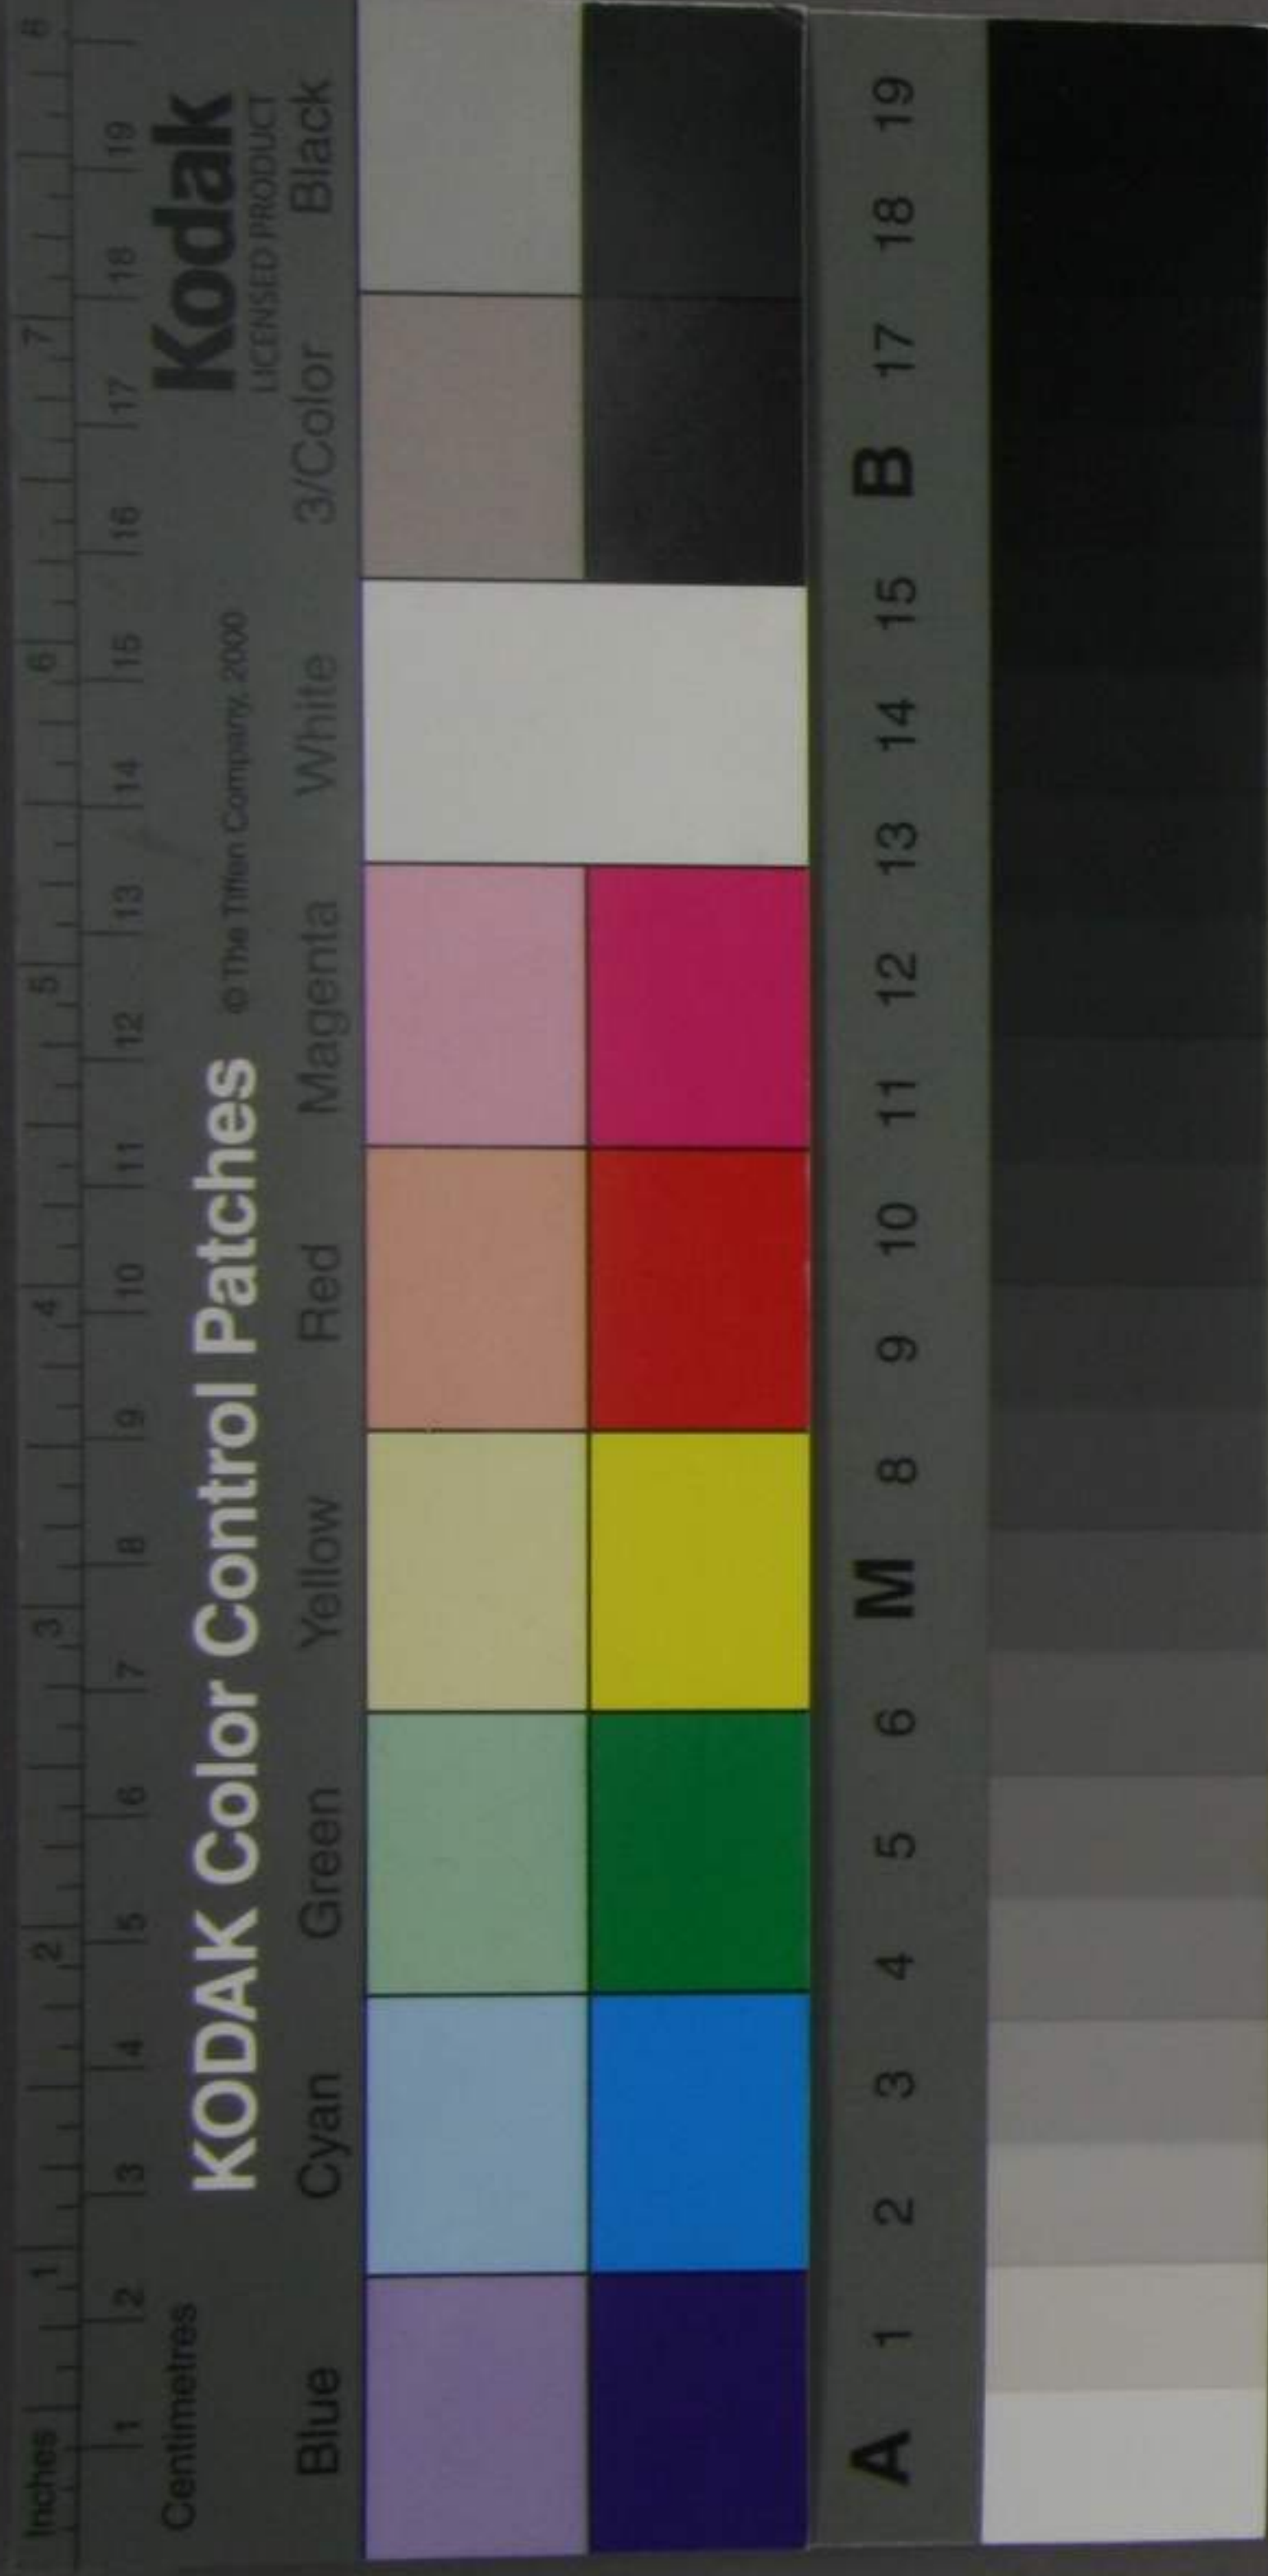 Inches 1 2 3 4 5 6 7 8
1 2 3 4 5 6 7 8 9 10 11 12 13 14 15 16 17 18 19
Centimetres
KODAK Color Control Patches © The Tiffen Company, 2000 Kodak
LICENSED PRODUCT
Blue Cyan Green Yellow Red Magenta White 3/Color Black
A 1 2 3 4 5 6 M 8 9 10 11 12 13 14 15 B 17 18 19